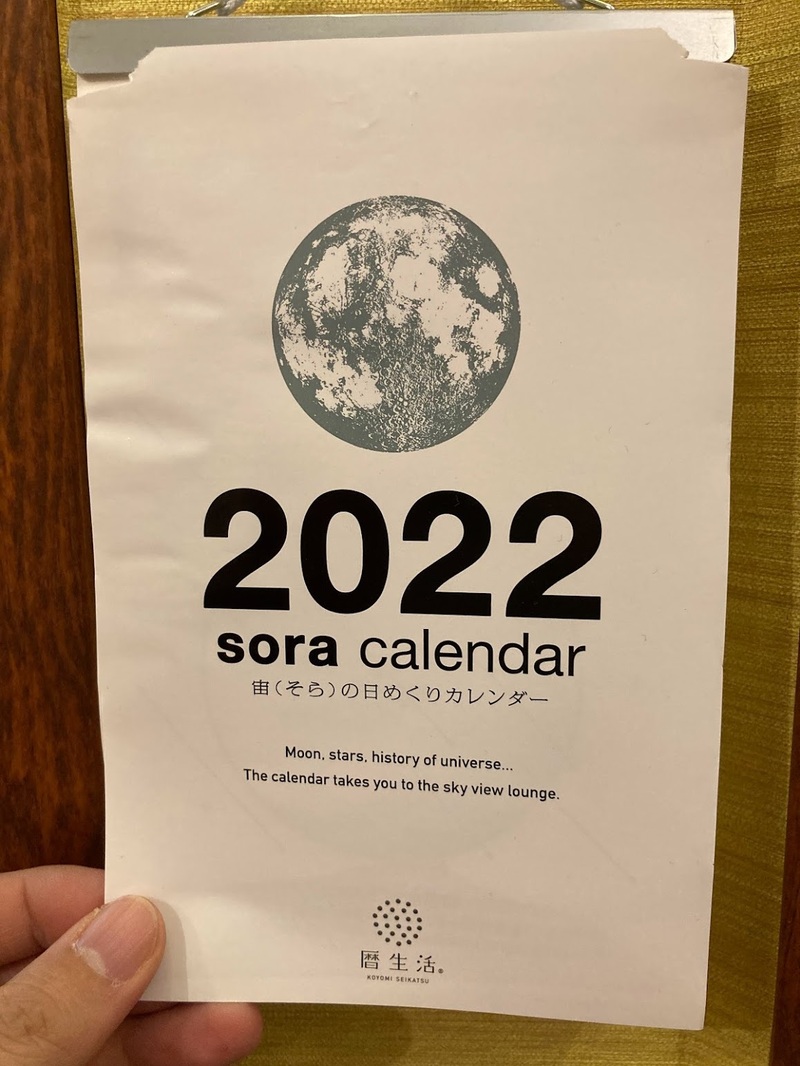 2022
sora calendar
宙(そら)の日めくりカレンダー
Moon, stars, history of universe...
The calendar takes you to the sky view lounge.
暦生活®
KOYOMI SEIKATSU